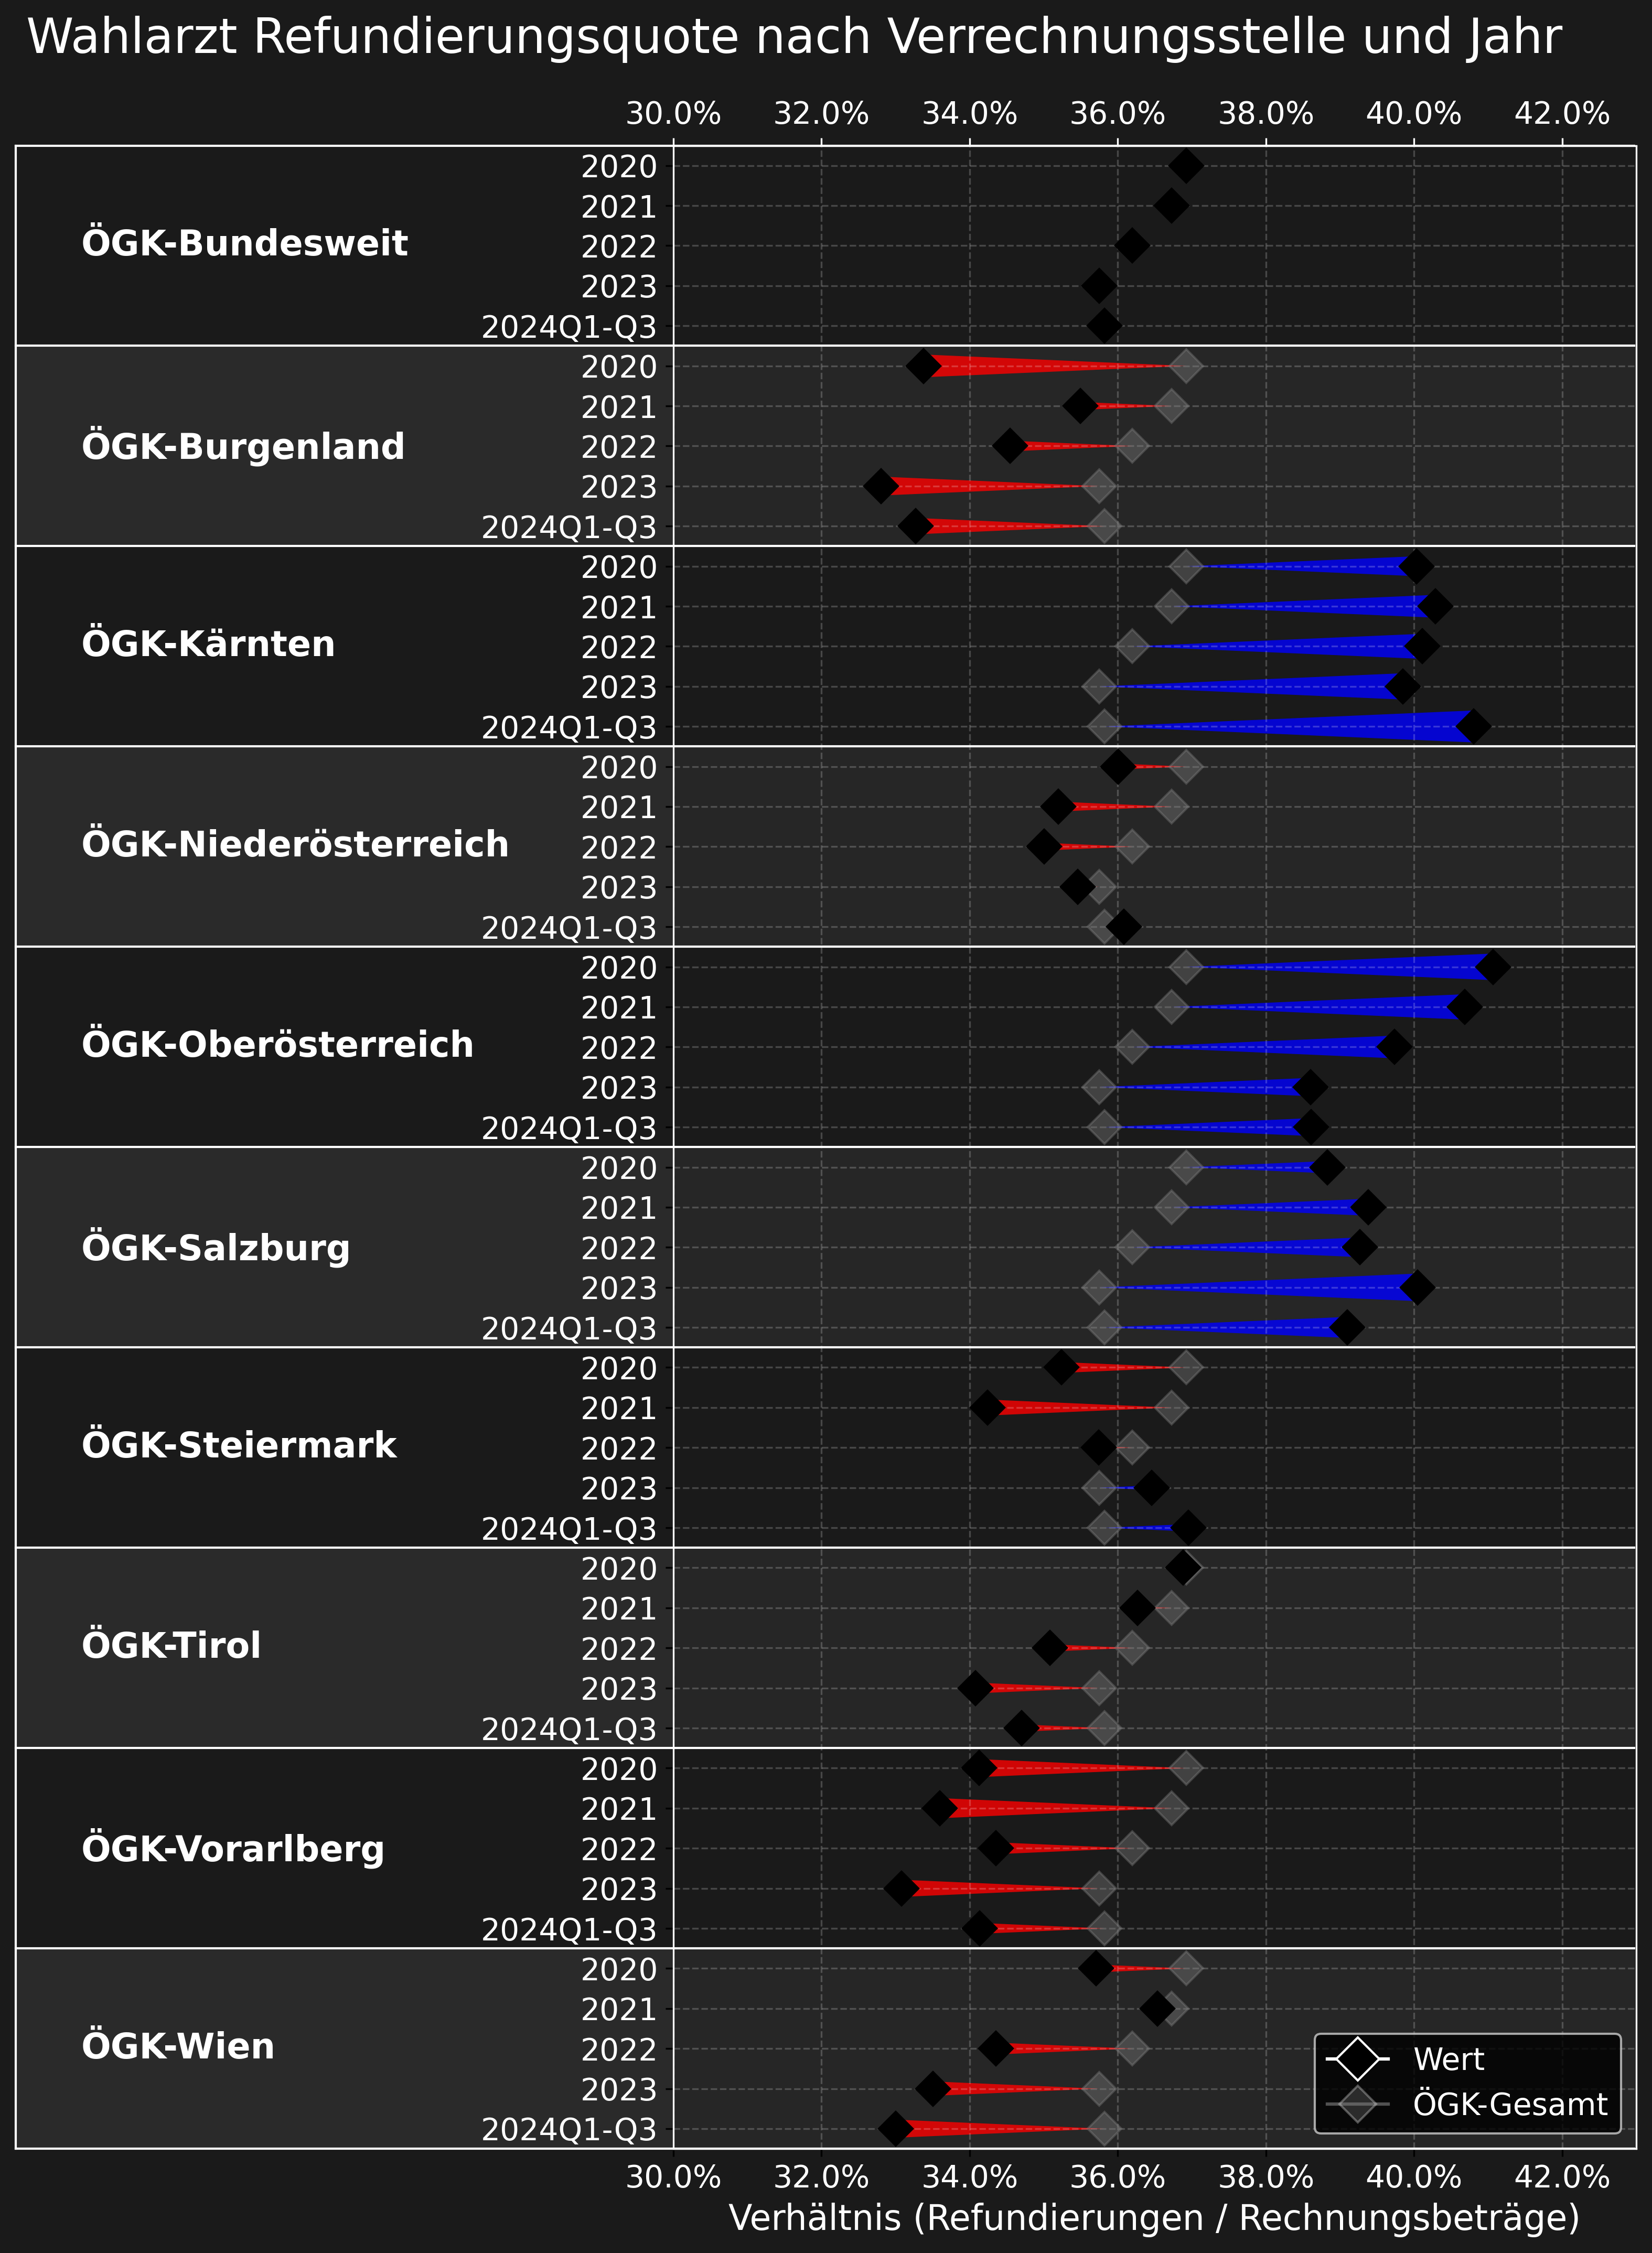 Wahlarzt Refundierungsquote nach Verrechnungsstelle und Jahr
30.0% 32.0% 34.0% 36.0% 38.0% 40.0% 42.0%
ÖGK-Bundesweit
2020
2021
2022
2023
2024Q1-Q3
ÖGK-Burgenland
2020
2021
2022
2023
2024Q1-Q3
ÖGK-Kärnten
2020
2021
2022
2023
2024Q1-Q3
ÖGK-Niederösterreich
2020
2021
2022
2023
2024Q1-Q3
ÖGK-Oberösterreich
2020
2021
2022
2023
2024Q1-Q3
ÖGK-Salzburg
2020
2021
2022
2023
2024Q1-Q3
ÖGK-Steiermark
2020
2021
2022
2023
2024Q1-Q3
ÖGK-Tirol
2020
2021
2022
2023
2024Q1-Q3
ÖGK-Vorarlberg
2020
2021
2022
2023
2024Q1-Q3
ÖGK-Wien
2020
2021
2022
2023
2024Q1-Q3
Wert
ÖGK-Gesamt
30.0% 32.0% 34.0% 36.0% 38.0% 40.0% 42.0%
Verhältnis (Refundierungen / Rechnungsbeträge)